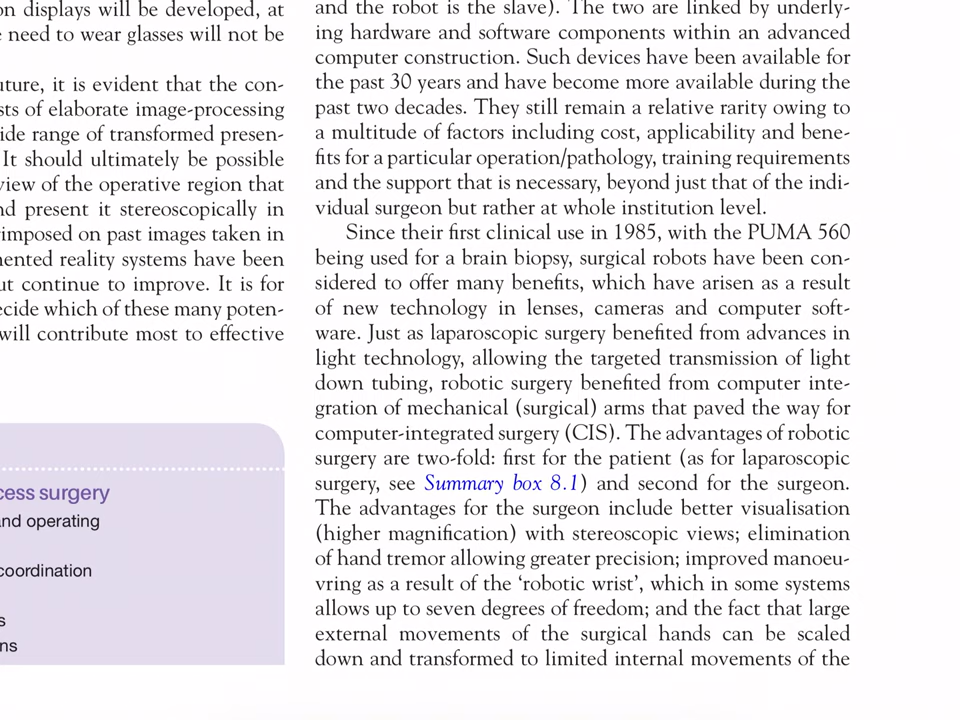 on displays will be developed, at
need to wear glasses will not be
uture, it is evident that the con-
sts of elaborate image-processing
ide range of transformed presen-
It should ultimately be possible
view of the operative region that
nd present it stereoscopically in
rimposed on past images taken in
mented reality systems have been
ut continue to improve. It is for
ecide which of these many poten-
will contribute most to effective
cess surgery
and operating
coordination
s
ns
and the robot is the slave). The two are linked by underly-
ing hardware and software components within an advanced
computer construction. Such devices have been available for
the past 30 years and have become more available during the
past two decades. They still remain a relative rarity owing to
a multitude of factors including cost, applicability and bene-
fits for a particular operation/pathology, training requirements
and the support that is necessary, beyond just that of the indi-
vidual surgeon but rather at whole institution level.
Since their first clinical use in 1985, with the PUMA 560
being used for a brain biopsy, surgical robots have been con-
sidered to offer many benefits, which have arisen as a result
of new technology in lenses, cameras and computer soft-
ware. Just as laparoscopic surgery benefited from advances in
light technology, allowing the targeted transmission of light
down tubing, robotic surgery benefited from computer inte-
gration of mechanical (surgical) arms that paved the way for
computer-integrated surgery (CIS). The advantages of robotic
surgery are two-fold: first for the patient (as for laparoscopic
surgery, see Summary box 8.1) and second for the surgeon.
The advantages for the surgeon include better visualisation
(higher magnification) with stereoscopic views; elimination
of hand tremor allowing greater precision; improved manoeu-
vring as a result of the ‘robotic wrist’, which in some systems
allows up to seven degrees of freedom; and the fact that large
external movements of the surgical hands can be scaled
down and transformed to limited internal movements of the